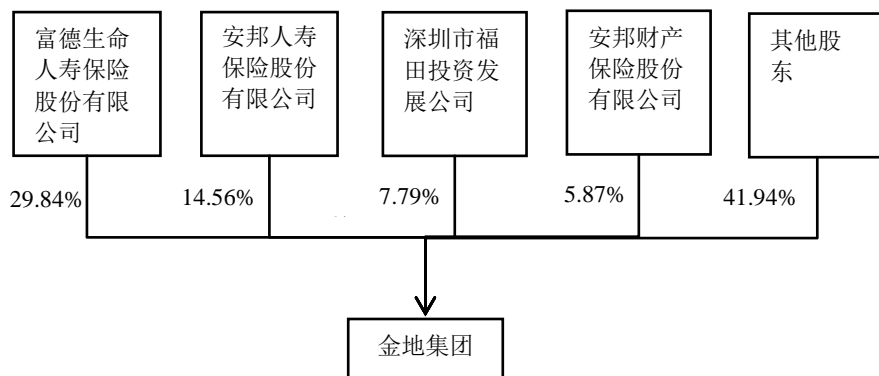 富德生命
人寿保险
股份有限
公司
安邦人寿
保险股份
有限公司
深圳市福
田投资发
展公司
安邦财产
保险股份
有限公司
其他股
东
29.84%
14.56%
7.79%
5.87%
41.94%
金地集团